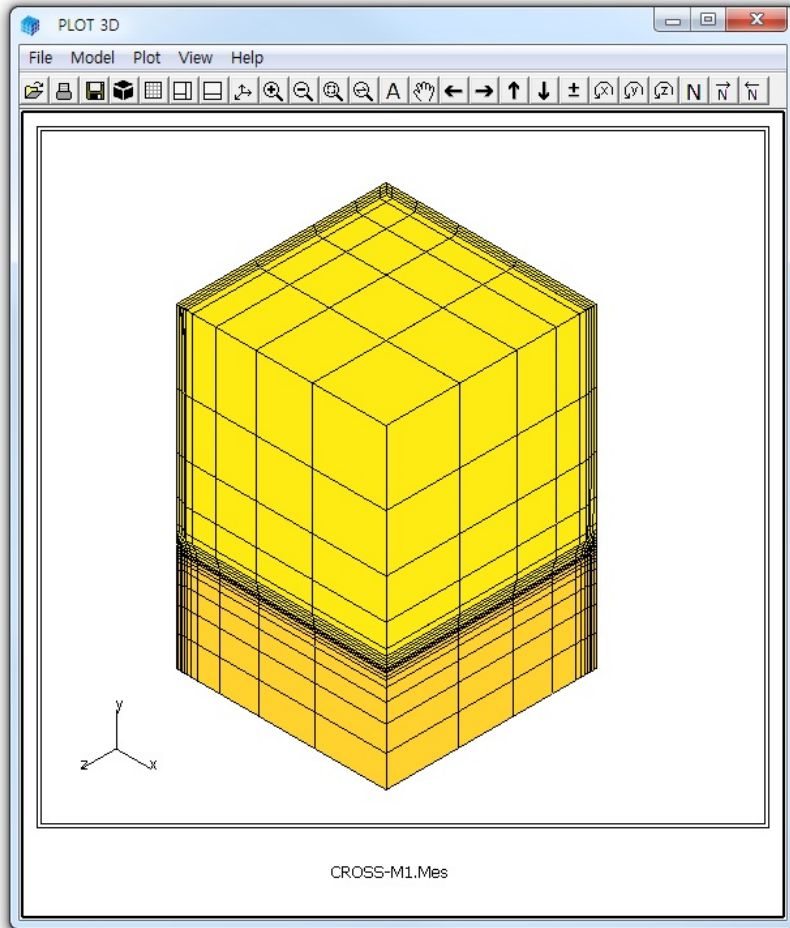 PLOT 3D
File Model Plot View Help
A ± x y z N N N
y
z x
CROSS-M1.Mes